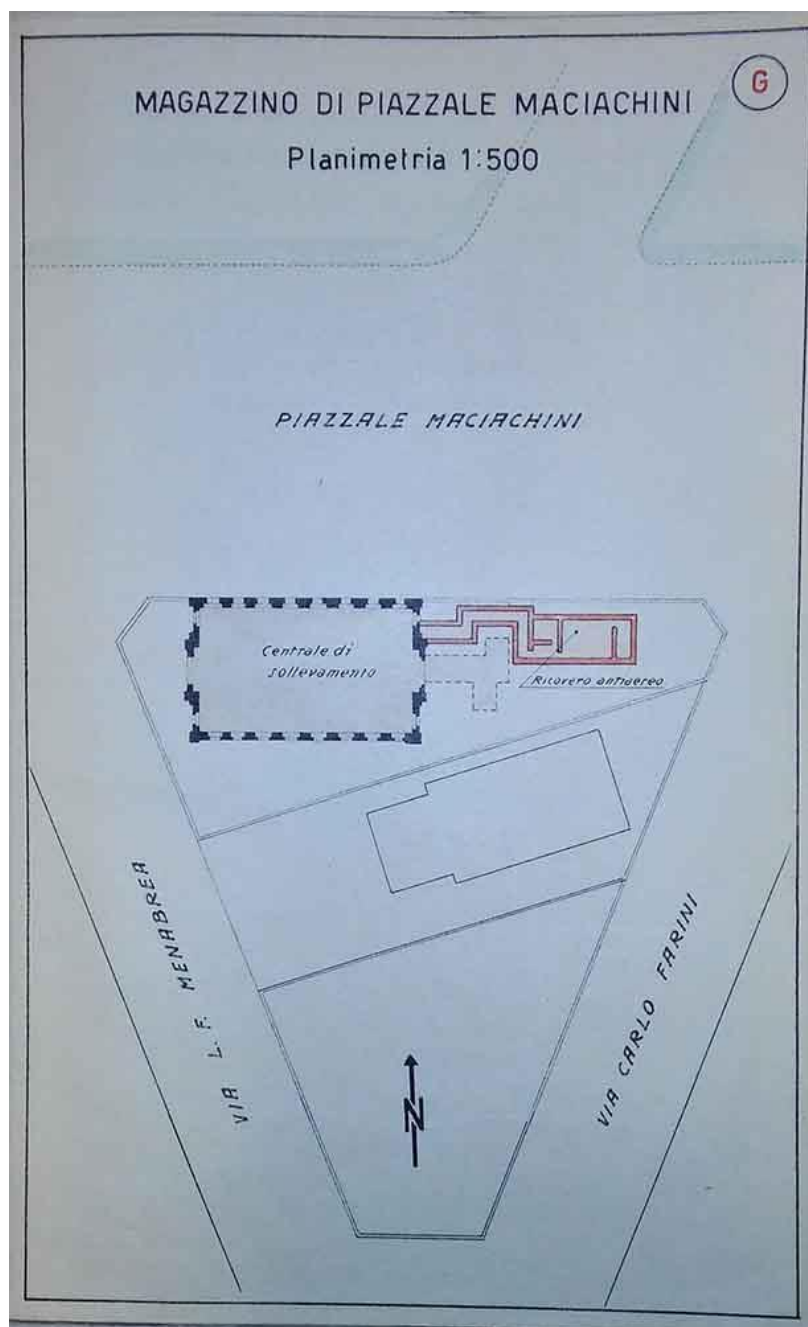 G
MAGAZZINO DI PIAZZALE MACIACHINI
Planimetria 1:500
PIAZZALE MACIACHINI
Centrale di
sollevamento
Ricovero antiaereo
VIA L. F. MENABREA
VIA CARLO FARINI
N